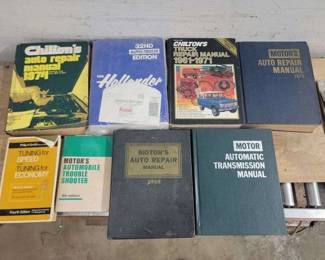 Chilton's
auto repair
manual
1974
32ND
EDITION
THE
Hollander
CHILTON'S
TRUCK
REPAIR MANUAL
1961-1971
MOTOR'S
AUTO REPAIR
MANUAL
TUNING for
SPEED
TUNING for
ECONOMY
MOTOR'S
AUTOMOBILE
TROUBLE
SHOOTER
MOTOR'S
AUTO REPAIR
MANUAL
MOTOR
AUTOMATIC
TRANSMISSION
MANUAL